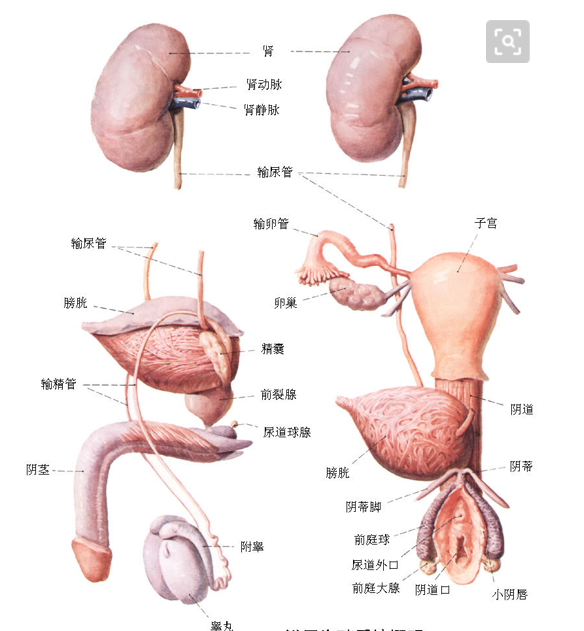 肾
肾动脉
肾静脉
输尿管
输卵管
子宫
输尿管
膀胱
卵巢
精囊
输精管
前裂腺
阴道
尿道球腺
阴茎
膀胱
阴蒂
阴蒂脚
前庭球
附睾
尿道外口
前庭大腺
阴道口
小阴唇
睾丸